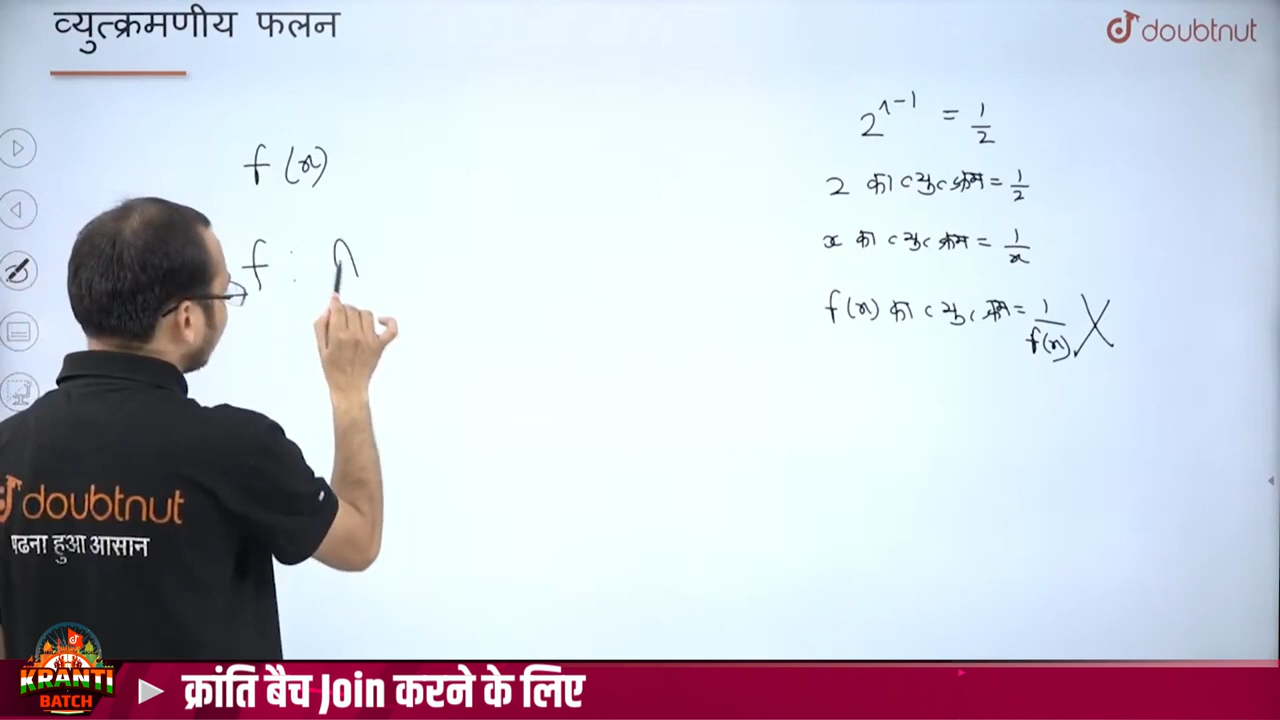 व्युत्क्रमणीय फलन
doubtnut
2^-1 = 1/2
f(x)
2 का व्युत्क्रम = 1/2
x का व्युत्क्रम = 1/x
f :
f(x) का व्युत्क्रम = 1/f(x) X
doubtnut
पढना हुआ आसान
KRANTI
BATCH
क्रांति बैच Join करने के लिए